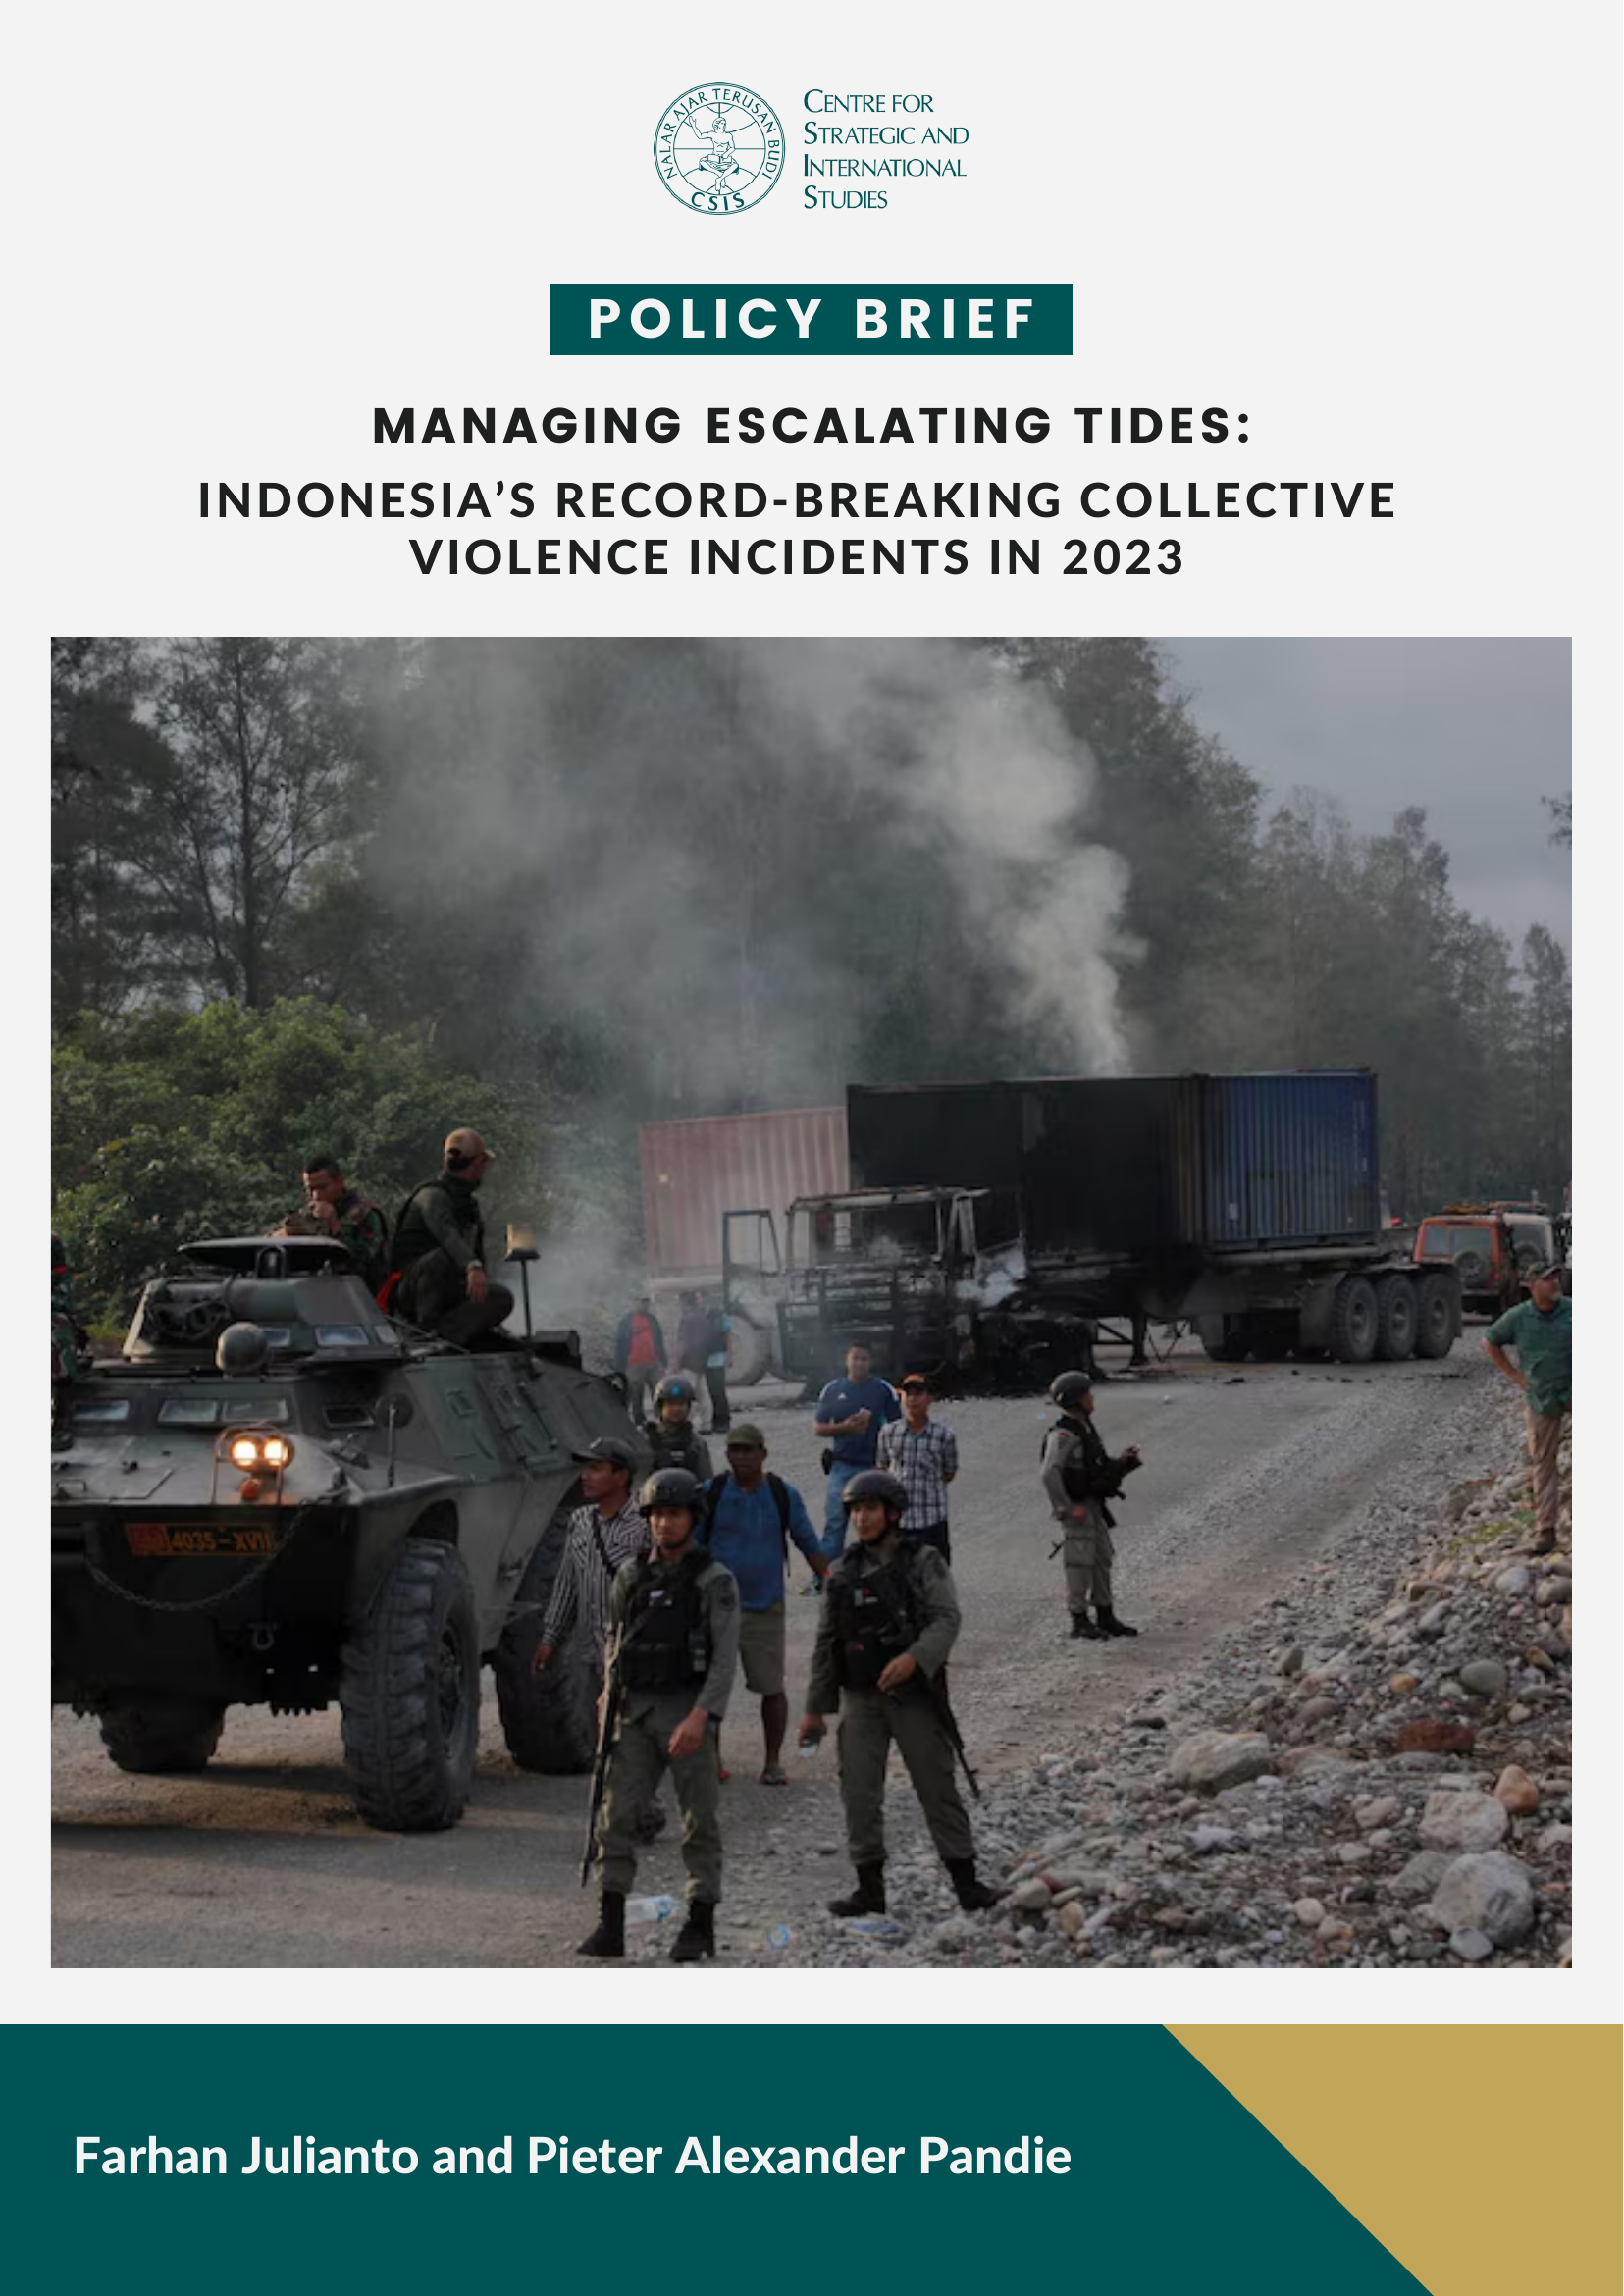 NALAR AJAR TERUSAN BUDI
CSIS
CENTRE FOR
STRATEGIC AND
INTERNATIONAL
STUDIES
POLICY BRIEF
MANAGING ESCALATING TIDES:
INDONESIA’S RECORD-BREAKING COLLECTIVE
VIOLENCE INCIDENTS IN 2023
4035-XVII
Farhan Julianto and Pieter Alexander Pandie